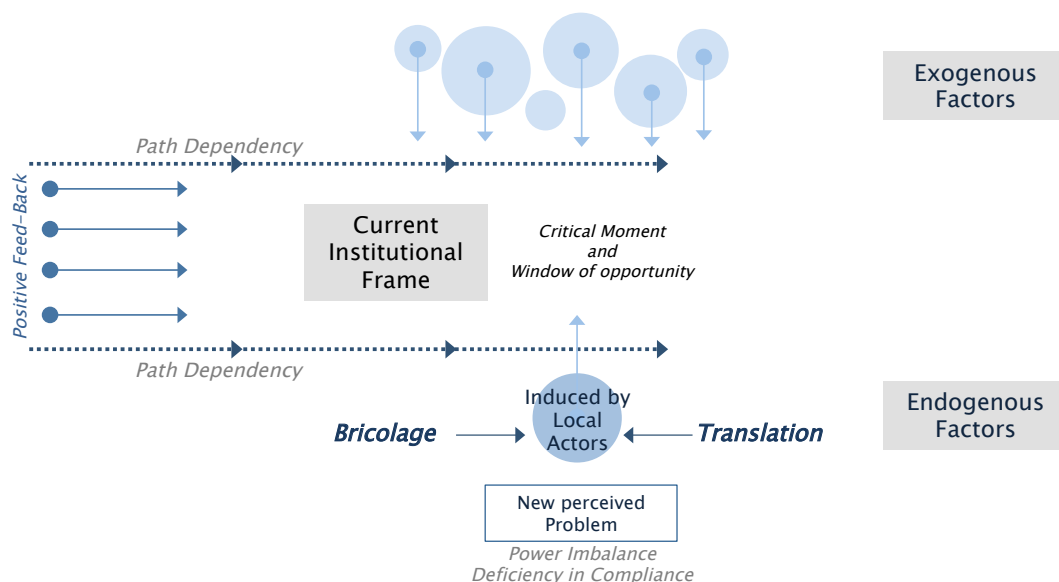 Exogenous
Factors
Path Dependency
Positive Feed-Back
Current
Institutional
Frame
Critical Moment
and
Window of opportunity
Path Dependency
Induced by
Local
Actors
Bricolage
Translation
Endogenous
Factors
New perceived
Problem
Power Imbalance
Deficiency in Compliance